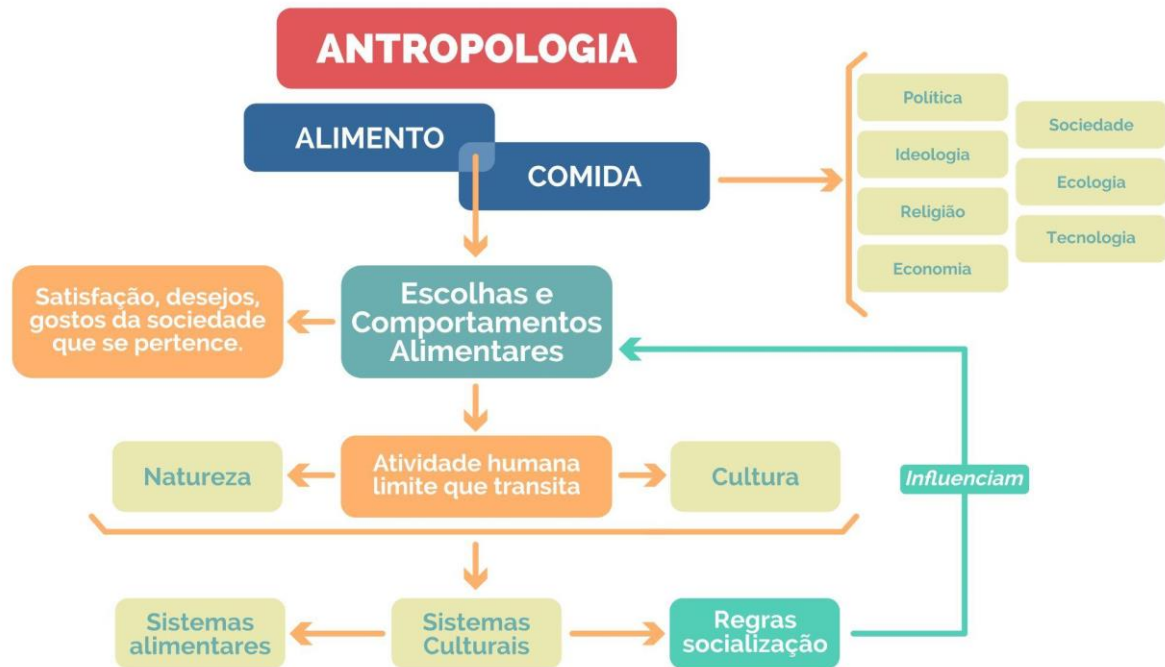 ANTROPOLOGIA
ALIMENTO
COMIDA
Política
Ideologia
Religião
Economia
Sociedade
Ecologia
Tecnologia
Satisfação, desejos,
gostos da sociedade
que se pertence.
Escolhas e
Comportamentos
Alimentares
Natureza
Atividade humana
limite que transita
Cultura
Influenciam
Sistemas
alimentares
Sistemas
Culturais
Regras
socialização